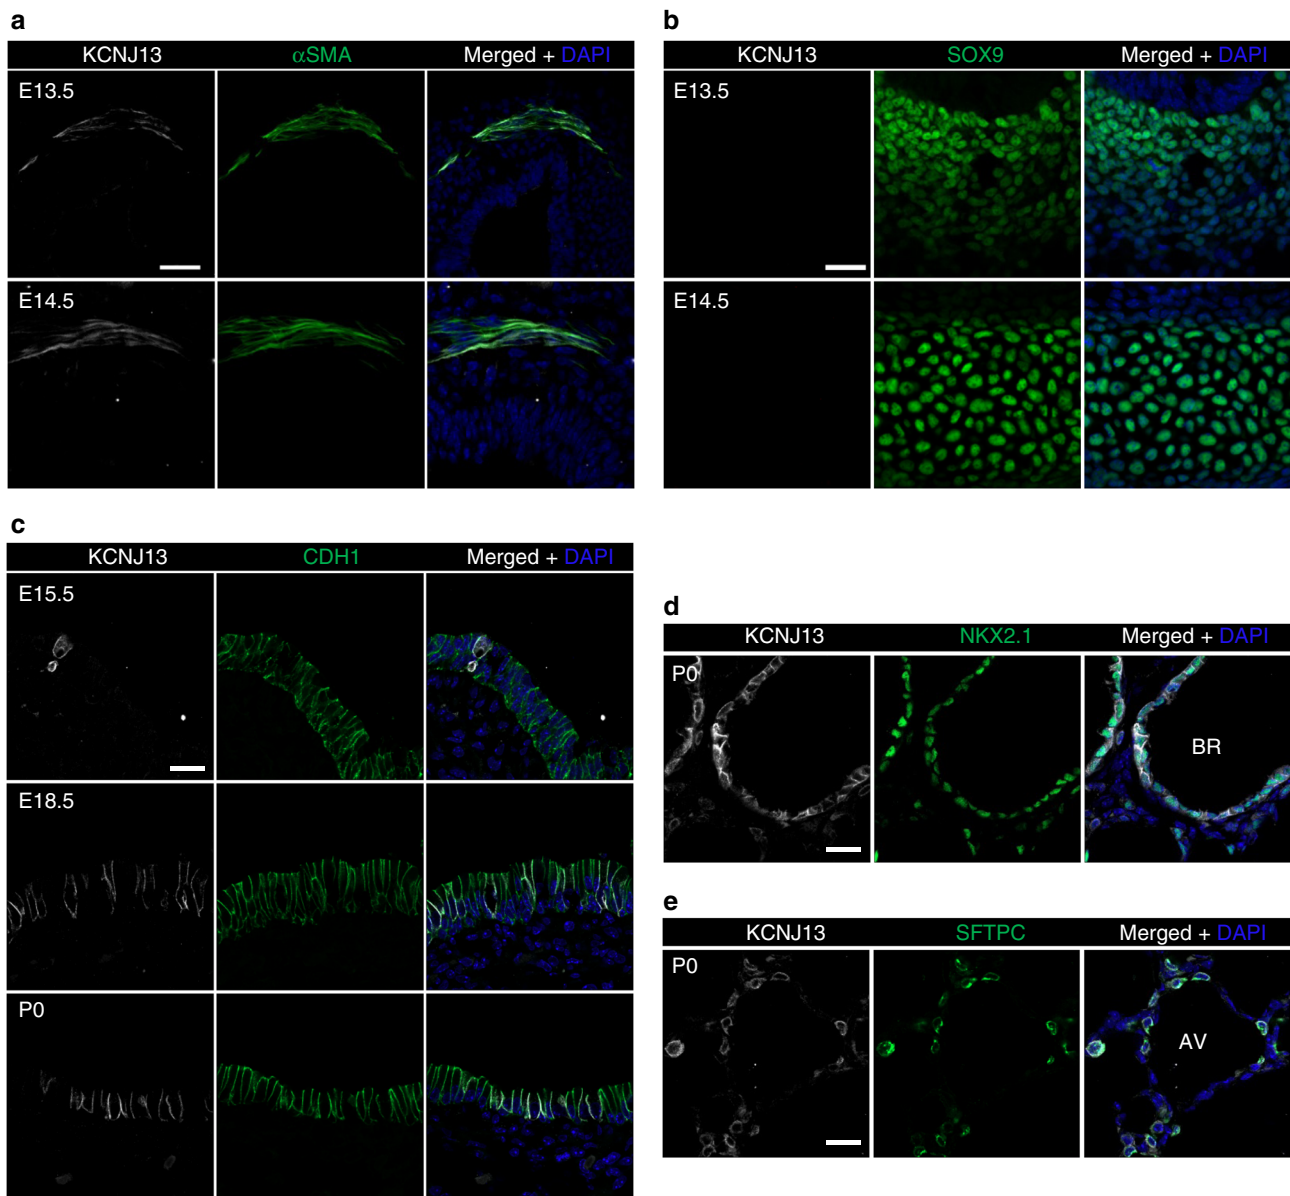 a
KCNJ13 αSMA Merged + DAPI
E13.5
E14.5
b
KCNJ13 SOX9 Merged + DAPI
E13.5
E14.5
c
KCNJ13 CDH1 Merged + DAPI
E15.5
E18.5
P0
d
KCNJ13 NKX2.1 Merged + DAPI
P0
BR
e
KCNJ13 SFTPC Merged + DAPI
P0
AV